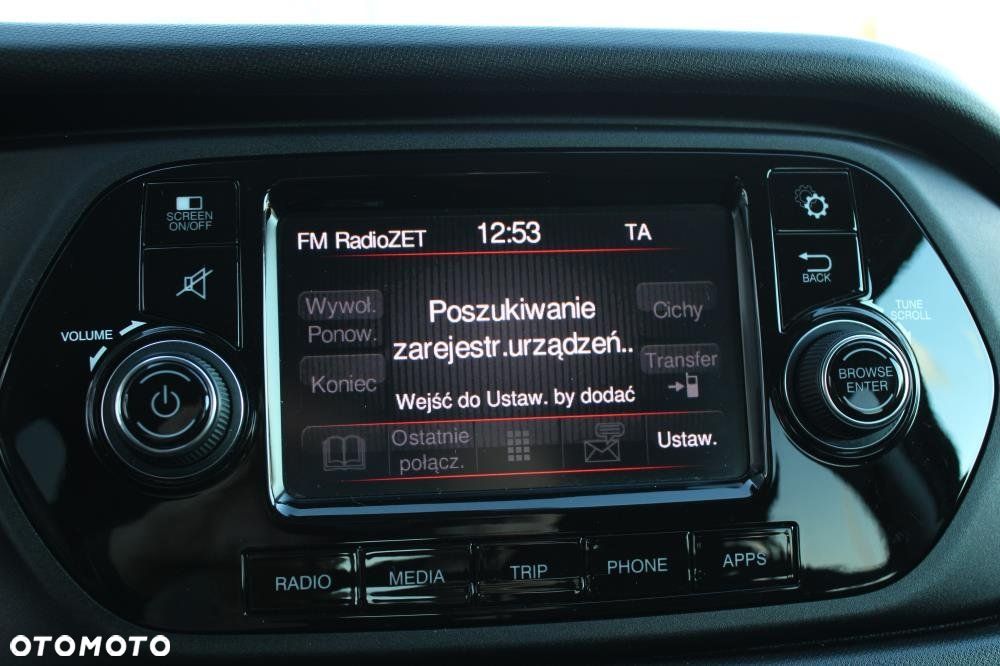 SCREEN
ON/OFF
VOLUME
FM RadioZET 12:53 TA
Wywoł.
Ponow.
Koniec
Poszukiwanie
zarejestr.urządzeń..
Wejść do Ustaw. by dodać
Cichy
Transfer
Ostatnie
połącz.
Ustaw.
BACK
TUNE
SCROLL
BROWSE
ENTER
RADIO MEDIA TRIP PHONE APPS
OTOMOTO